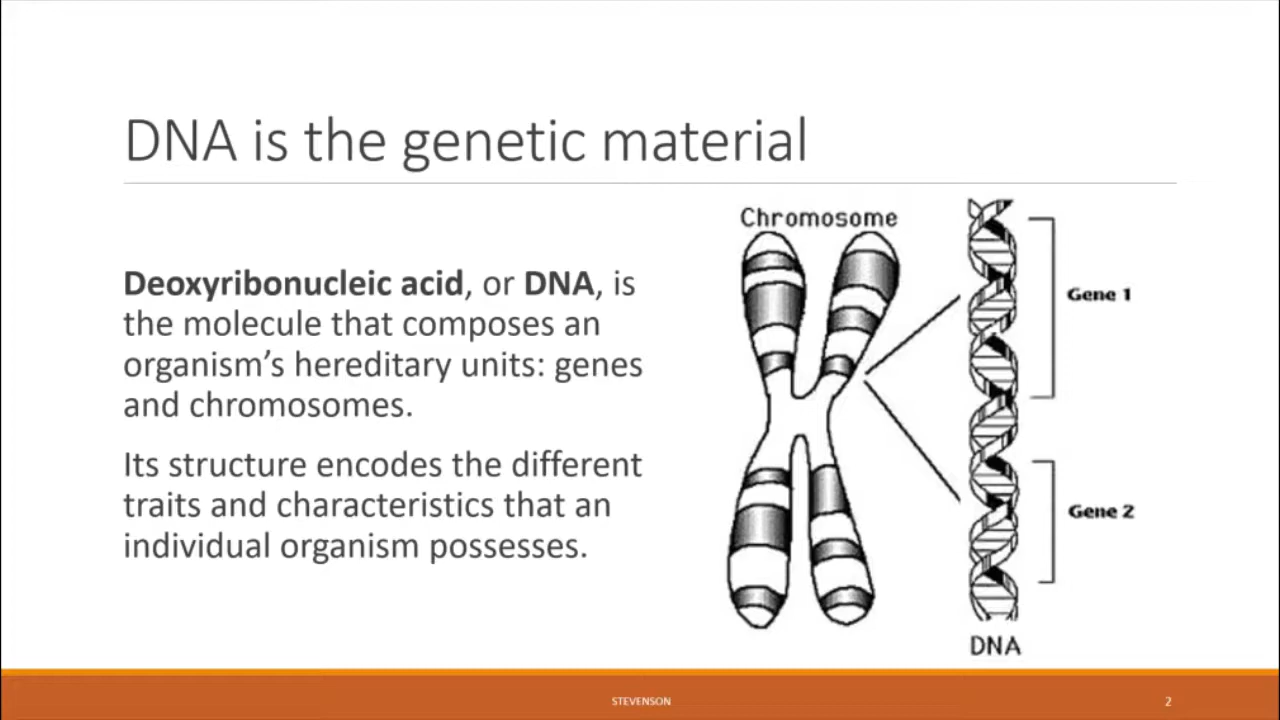 DNA is the genetic material
Deoxyribonucleic acid, or DNA, is
the molecule that composes an
organism’s hereditary units: genes
and chromosomes.
Its structure encodes the different
traits and characteristics that an
individual organism possesses.
Chromosome
Gene 1
Gene 2
DNA
STEVENSON
2